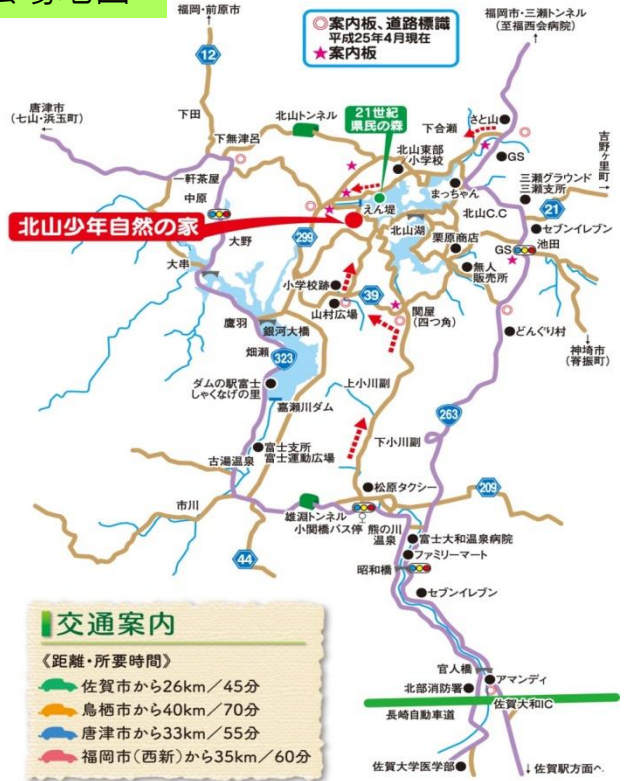 会場地図
福岡・前原市
◎案内板、道路標識
平成25年4月現在
★案内板
福岡市・三瀬トンネル
(至福西会病院)
12
唐津市
(七山・浜玉町)
下田
北山トンネル
21世紀
県民の森
下合瀬
さと山
吉野ヶ里町
下無津呂
北山東部
小学校
GS
一軒茶屋
中原
まっちゃん
三瀬グラウンド
三瀬支所
えん堤
北山C.C
21
北山少年自然の家
大野
299
北山湖
栗原商店
セブンイレブン
GS
池田
大串
小学校跡
39
無人
販売所
山村広場
関屋
(四つ角)
鷹羽
銀河大橋
どんぐり村
神埼市
(脊振町)
畑瀬
323
ダムの駅富士
しゃくなげの里
上小川副
嘉瀬川ダム
263
下小川副
富士支所
富士運動広場
古湯温泉
松原タクシー
209
市川
雄淵トンネル
小関橋バス停
熊の川
温泉
富士大和温泉病院
44
ファミリーマート
昭和橋
セブンイレブン
交通案内
《距離・所要時間》
佐賀市から26km/45分
鳥栖市から40km/70分
唐津市から33km/55分
福岡市(西新)から35km/60分
官人橋
アマンディ
北部消防署
佐賀大和IC
長崎自動車道
佐賀大学医学部
↓佐賀駅方面へ